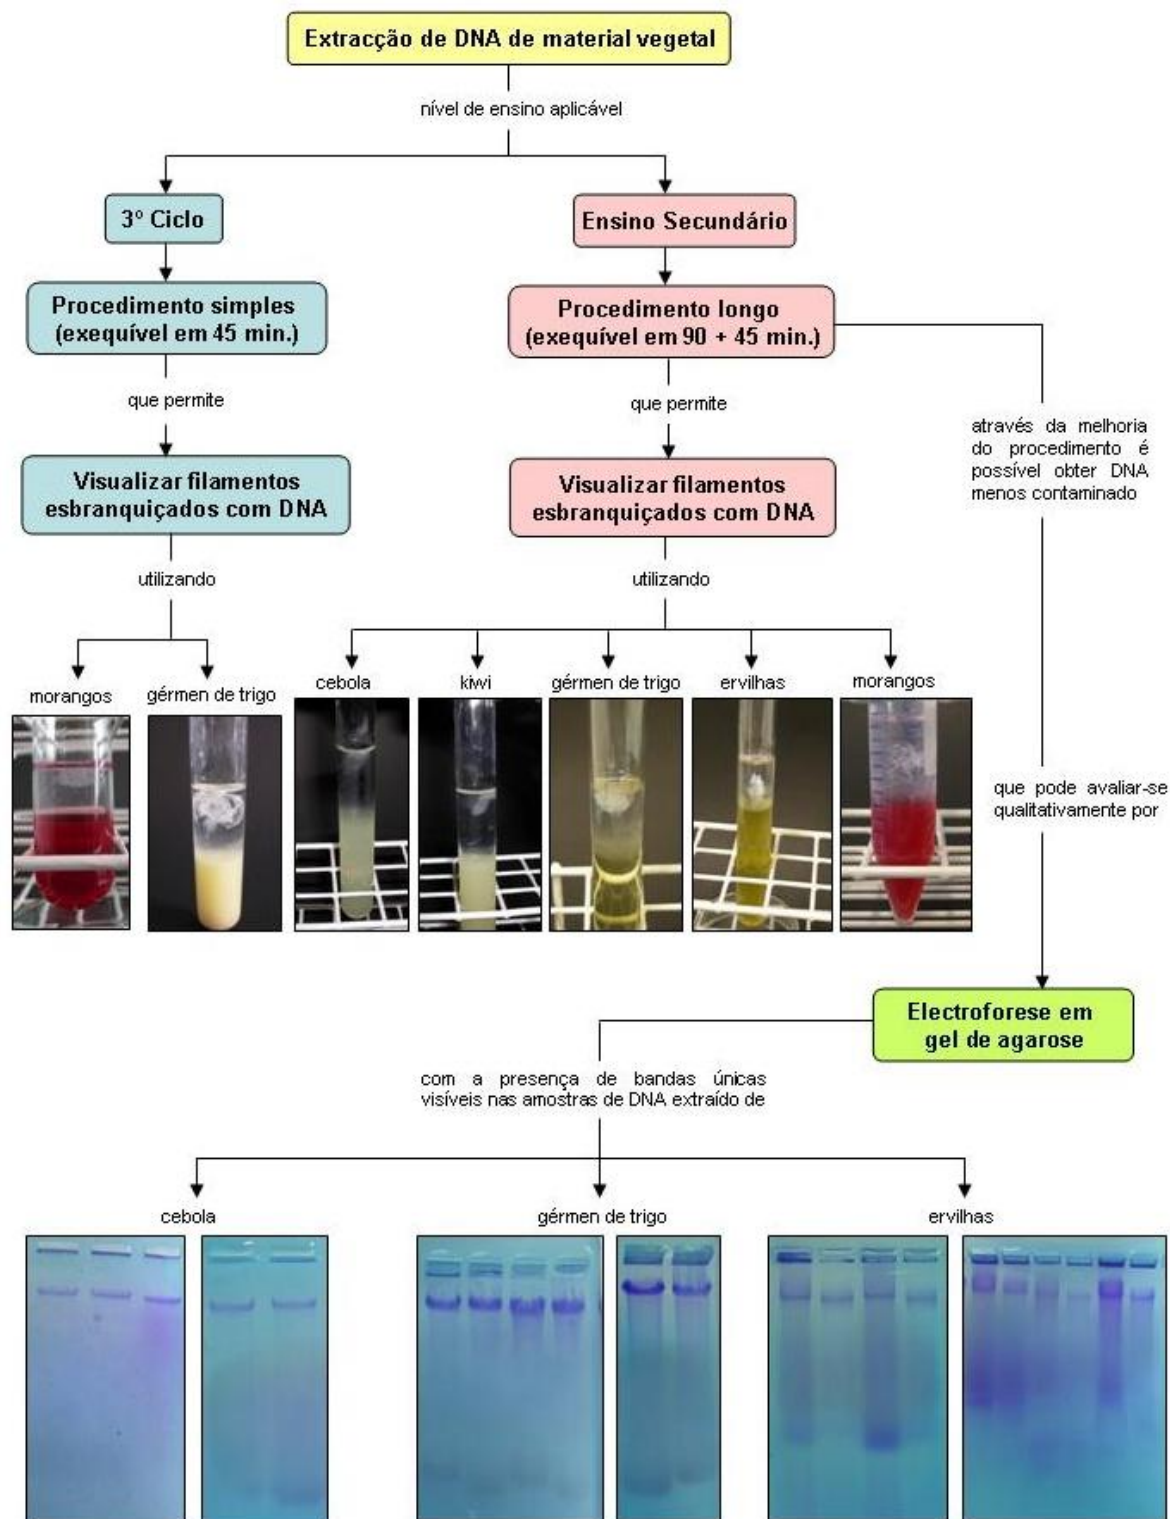 Extracção de DNA de material vegetal
nível de ensino aplicável
3º Ciclo
Ensino Secundário
Procedimento simples
(exequível em 45 min.)
Procedimento longo
(exequível em 90 + 45 min.)
que permite
que permite
através da melhoria
do procedimento é
possível obter DNA
menos contaminado
Visualizar filamentos
esbranquiçados com DNA
Visualizar filamentos
esbranquiçados com DNA
utilizando
utilizando
morangos
gérmen de trigo
cebola
kiwi
gérmen de trigo
ervilhas
morangos
que pode avaliar-se
qualitativamente por
Electroforese em
gel de agarose
com a presença de bandas únicas
visíveis nas amostras de DNA extraído de
cebola
gérmen de trigo
ervilhas